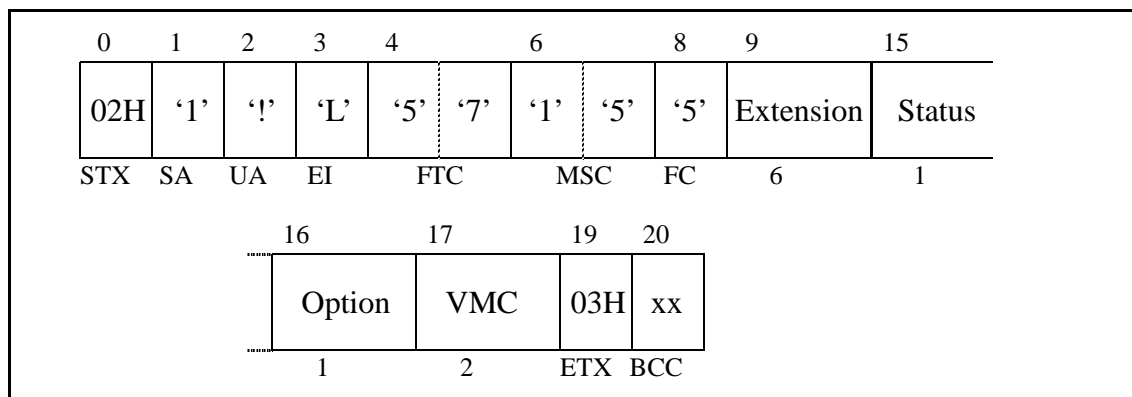 0 1 2 3 4 6 8 9 15
02H ‘1’ ‘!’ ‘L’ ‘5’ ‘7’ ‘1’ ‘5’ ‘5’ Extension Status
STX SA UA EI FTC MSC FC 6 1
16 17 19 20
Option VMC 03H xx
1 2 ETX BCC